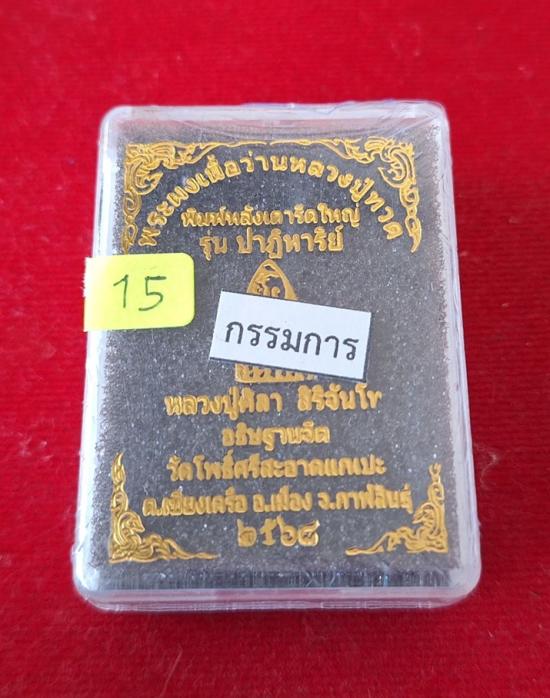 พระผงเสื้อว่านหลวงปู่ทวด
พิมพ์หลังเตารีดใหญ่
รุ่น ปาฏิหาริย์
15
กรรมการ
หลวงปู่ศิลา สิริจันโท
อธิษฐานจิต
วัดโพธิ์ศรีสะอาดแกเปะ
ต.เชียงเครือ อ.เมือง จ.กาฬสินธุ์
๒๕๖๘